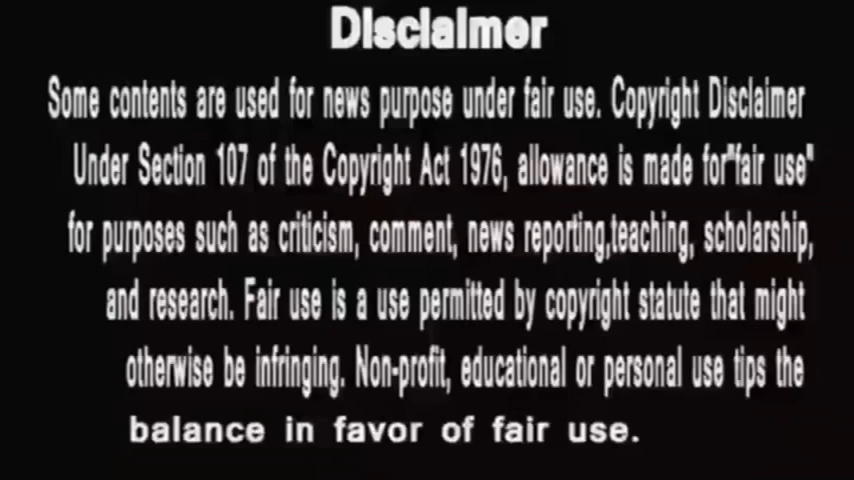 Disclaimer
Some contents are used for news purpose under fair use. Copyright Disclaimer
Under Section 107 of the Copyright Act 1976, allowance is made for"fair use"
for purposes such as criticism, comment, news reporting,teaching, scholarship,
and research. Fair use is a use permitted by copyright statute that might
otherwise be infringing. Non-profit, educational or personal use tips the
balance in favor of fair use.